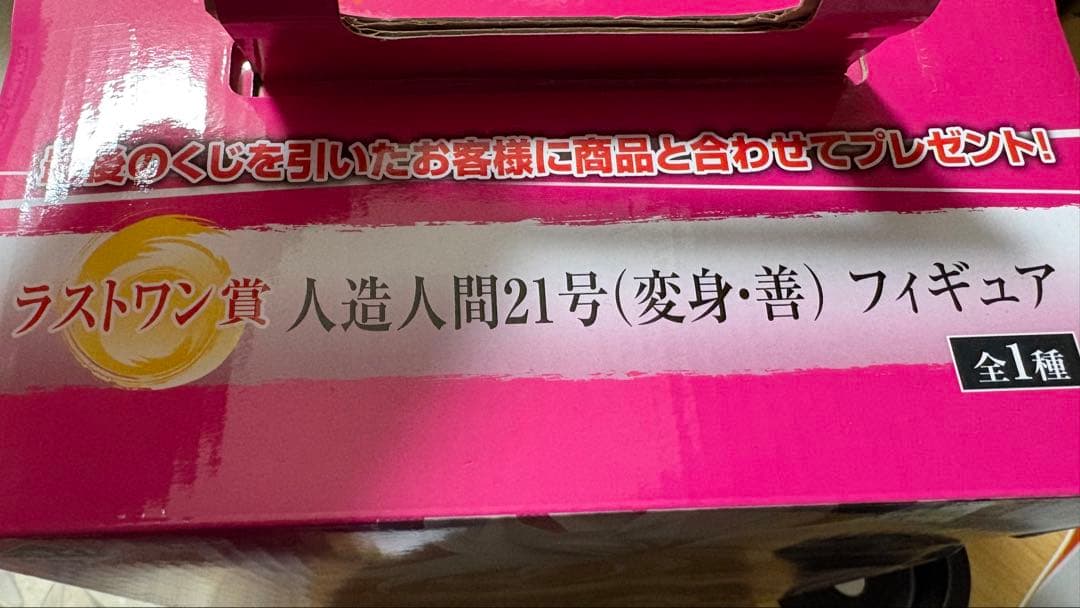 最後のくじを引いたお客様に商品と合わせてプレゼント!
ラストワン賞 人造人間21号(変身・善) フィギュア
全1種